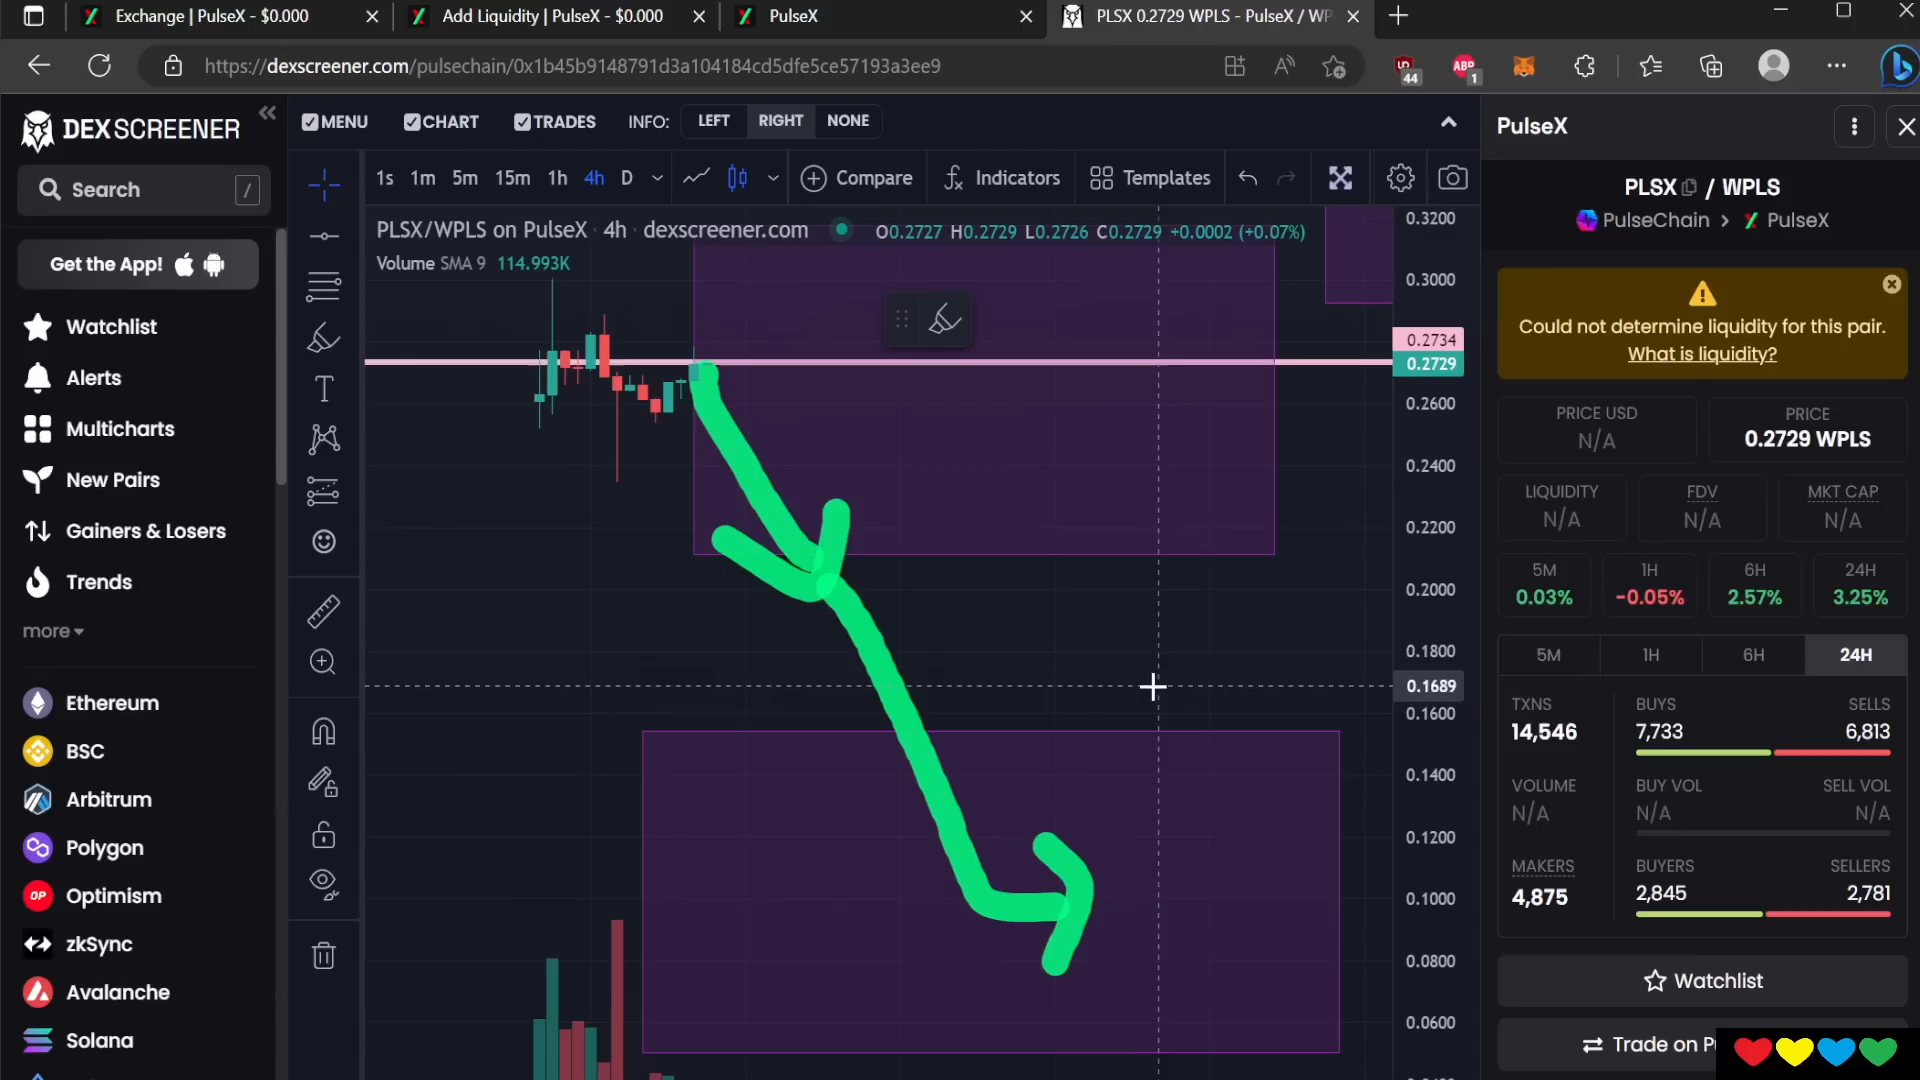 Exchange | PulseX - $0.000
Add Liquidity | PulseX - $0.000
PulseX
PLSX 0.2729 WPLS - PulseX / WP
https://dexscreener.com/pulsechain/0x1b45b9148791d3a104184cd5dfe5ce57193a3ee9
44
ABP
1
DEX SCREENER
Search
/
Get the App!
Watchlist
Alerts
Multicharts
New Pairs
Gainers & Losers
Trends
more
Ethereum
BSC
Arbitrum
Polygon
OP
Optimism
zkSync
Avalanche
Solana
MENU
CHART
TRADES
INFO:
LEFT
RIGHT
NONE
1s
1m
5m
15m
1h
4h
D
Compare
Indicators
Templates
PLSX/WPLS on PulseX · 4h · dexscreener.com
O0.2727 H0.2729 L0.2726 C0.2729 +0.0002 (+0.07%)
Volume SMA 9 114.993K
0.3200
0.3000
0.2734
0.2729
0.2600
0.2400
0.2200
0.2000
0.1800
0.1689
0.1600
0.1400
0.1200
0.1000
0.0800
0.0600
PulseX
PLSX / WPLS
PulseChain > PulseX
Could not determine liquidity for this pair.
What is liquidity?
PRICE USD
N/A
PRICE
0.2729 WPLS
LIQUIDITY
N/A
FDV
N/A
MKT CAP
N/A
5M
0.03%
1H
-0.05%
6H
2.57%
24H
3.25%
5M
1H
6H
24H
TXNS
14,546
BUYS
7,733
SELLS
6,813
VOLUME
N/A
BUY VOL
N/A
SELL VOL
N/A
MAKERS
4,875
BUYERS
2,845
SELLERS
2,781
Watchlist
Trade on